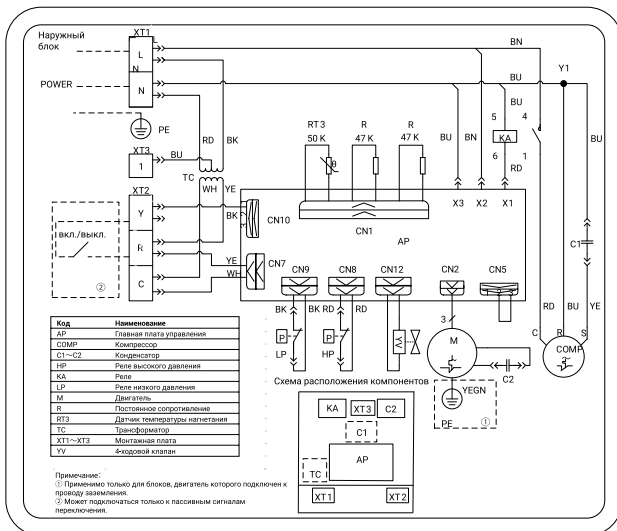 Наружный
блок
XT1
L
L
N
N
POWER
PE
XT3
1
BU
RD
BK
TC
WH
YE
XT2
Y
R
C
вкл./выкл.
②
BK
YE
WH
3 2 1
CN10
CN7
RT3
50 K
θ
R
47 K
R
47 K
CN1
AP
BN
BU
Y1
BU
BN
BU
5
4
KA
6
1
RD
BU
X3
X2
X1
C1
CN9
CN8
CN12
CN2
CN5
BK
BK
RD
RD
P
LP
P
HP
YV
3
M
C2
YEGN
PE
①
RD
BU
YE
C
R
S
COMP
Код Наименование
AP Главная плата управления
COMP Компрессор
C1~C2 Конденсатор
HP Реле высокого давления
KA Реле
LP Реле низкого давления
M Двигатель
R Постоянное сопротивление
RT3 Датчик температуры нагнетания
TC Трансформатор
XT1~XT3 Монтажная плата
YV 4-ходовой клапан
Схема расположения компонентов
KA
XT3
C2
C1
AP
TC
XT1
XT2
Примечание:
① Применимо только для блоков, двигатель которого подключен к
проводу заземления.
② Может подключаться только к пассивным сигналам
переключения.